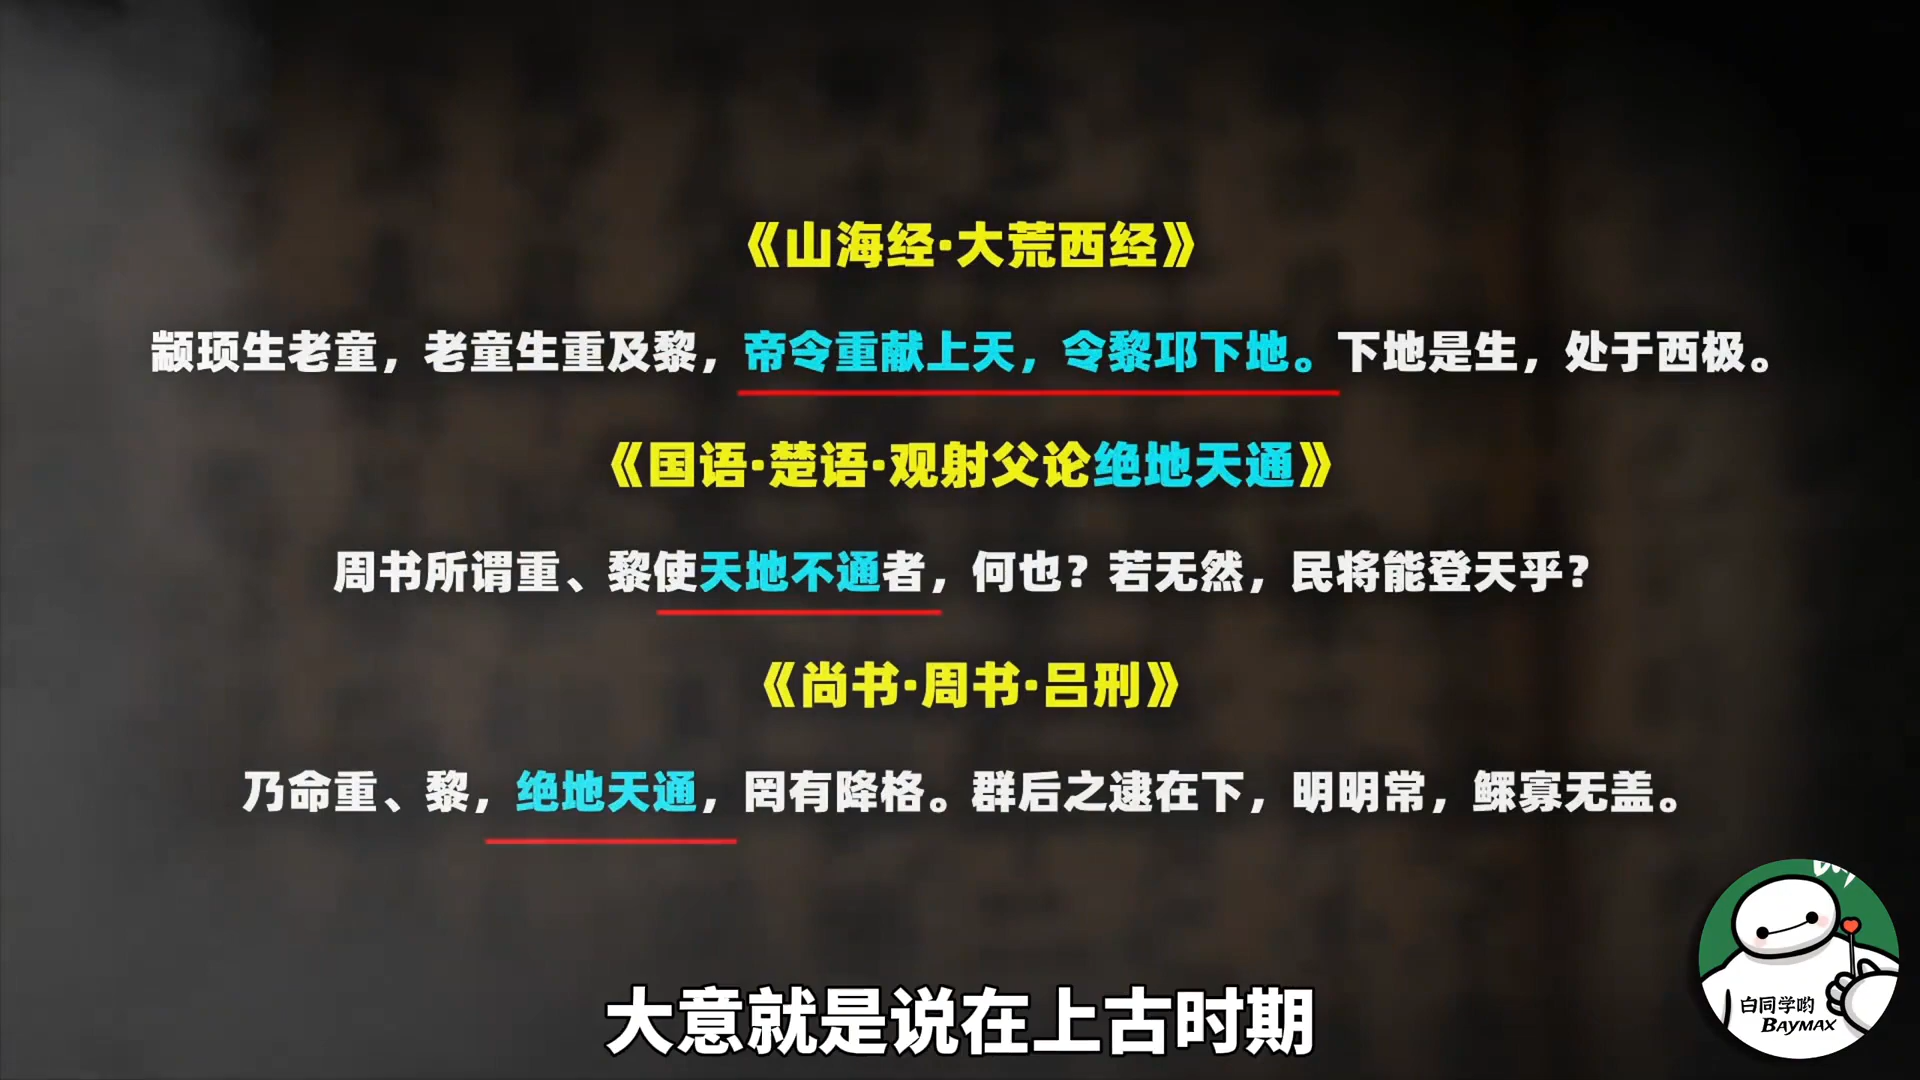 《山海经·大荒西经》
颛顼生老童，老童生重及黎，帝令重献上天，令黎邛下地。下地是生，处于西极。
《国语·楚语·观射父论绝地天通》
周书所谓重、黎使天地不通者，何也？若无然，民将能登天乎？
《尚书·周书·吕刑》
乃命重、黎，绝地天通，罔有降格。群后之逮在下，明明常，鳏寡无盖。
白同学哟
BAYMAX
大意就是说在上古时期